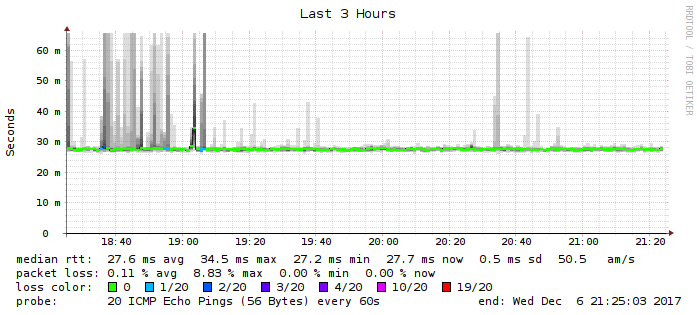 Last 3 Hours
RRDTOOL / TOBI OETIKER
Seconds
60 m
50 m
40 m
30 m
20 m
10 m
0
18:40 19:00 19:20 19:40 20:00 20:20 20:40 21:00 21:20
median rtt: 27.6 ms avg 34.5 ms max 27.2 ms min 27.7 ms now 0.5 ms sd 50.5 am/s
packet loss: 0.11 % avg 8.83 % max 0.00 % min 0.00 % now
loss color: 0 1/20 2/20 3/20 4/20 10/20 19/20
probe: 20 ICMP Echo Pings (56 Bytes) every 60s end: Wed Dec 6 21:25:03 2017